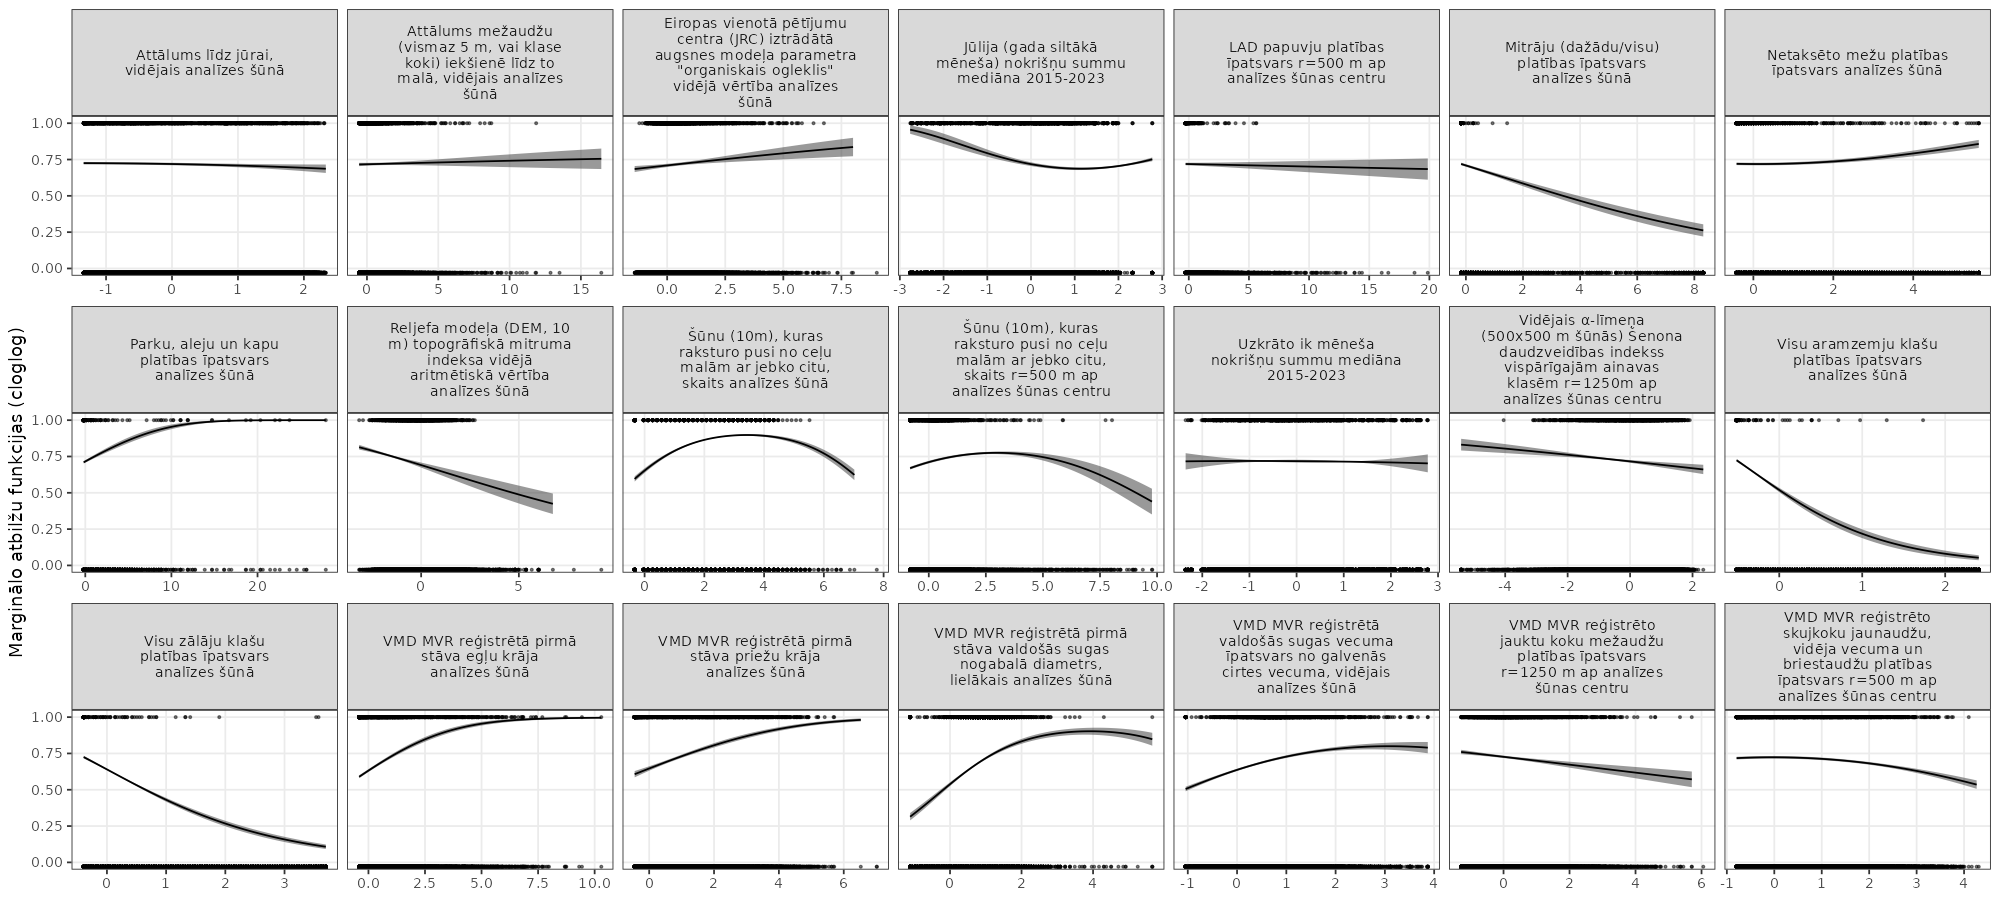 Attālums līdz jūrai,
vidējais analīzes šūnā
Attālums mežaudžu
(vismaz 5 m, vai klase
koki) iekšienē līdz to
malā, vidējais analīzes
šūnā
Eiropas vienotā pētījumu
centra (JRC) iztrādātā
augsnes modeļa parametra
"organiskais ogleklis"
vidējā vērtība analīzes
šūnā
Jūlija (gada siltākā
mēneša) nokrišņu summu
mediāna 2015-2023
LAD papuvju platības
īpatsvars r=500 m ap
analīzes šūnas centru
Mitrāju (dažādu/visu)
platības īpatsvars
analīzes šūnā
Netaksēto mežu platības
īpatsvars analīzes šūnā
1.00
0.75
0.50
0.25
0.00
-1 0 1 2
0 5 10 15
0.0 2.5 5.0 7.5
-3 -2 -1 0 1 2 3
0 5 10 15 20
0 2 4 6 8
0 2 4
Marginālo atbilžu funkcijas (cloglog)
Parku, aleju un kapu
platības īpatsvars
analīzes šūnā
Reljefa modeļa (DEM, 10
m) topogrāfiskā mitruma
indeksa vidējā
aritmētiskā vērtība
analīzes šūnā
Šūnu (10m), kuras
raksturo pusi no ceļu
malām ar jebko citu,
skaits analīzes šūnā
Šūnu (10m), kuras
raksturo pusi no ceļu
malām ar jebko citu,
skaits r=500 m ap
analīzes šūnas centru
Uzkrāto ik mēneša
nokrišņu summu mediāna
2015-2023
Vidējais α-līmeņa
(500x500 m šūnās) Šenona
daudzveidības indekss
vispārīgajām ainavas
klasēm r=1250m ap
analīzes šūnas centru
Visu aramzemju klašu
platības īpatsvars
analīzes šūnā
1.00
0.75
0.50
0.25
0.00
0 10 20
0 5
0 2 4 6 8
0.0 2.5 5.0 7.5 10.0
-2 -1 0 1 2 3
-4 -2 0 2
0 1 2
Visu zālāju klašu
platības īpatsvars
analīzes šūnā
VMD MVR reģistrētā pirmā
stāva egļu krāja
analīzes šūnā
VMD MVR reģistrētā pirmā
stāva priežu krāja
analīzes šūnā
VMD MVR reģistrētā pirmā
stāva valdošās sugas
nogabalā diametrs,
lielākais analīzes šūnā
VMD MVR reģistrētā
valdošās sugas vecuma
īpatsvars no galvenās
cirtes vecuma, vidējais
analīzes šūnā
VMD MVR reģistrēto
jauktu koku mežaudžu
platības īpatsvars
r=1250 m ap analīzes
šūnas centru
VMD MVR reģistrēto
skujkoku jaunaudžu,
vidēja vecuma un
briestaudžu platības
īpatsvars r=500 m ap
analīzes šūnas centru
1.00
0.75
0.50
0.25
0.00
0 1 2 3
0.0 2.5 5.0 7.5 10.0
0 2 4 6
0 2 4
-1 0 1 2 3 4
0 2 4 6
-1 0 1 2 3 4